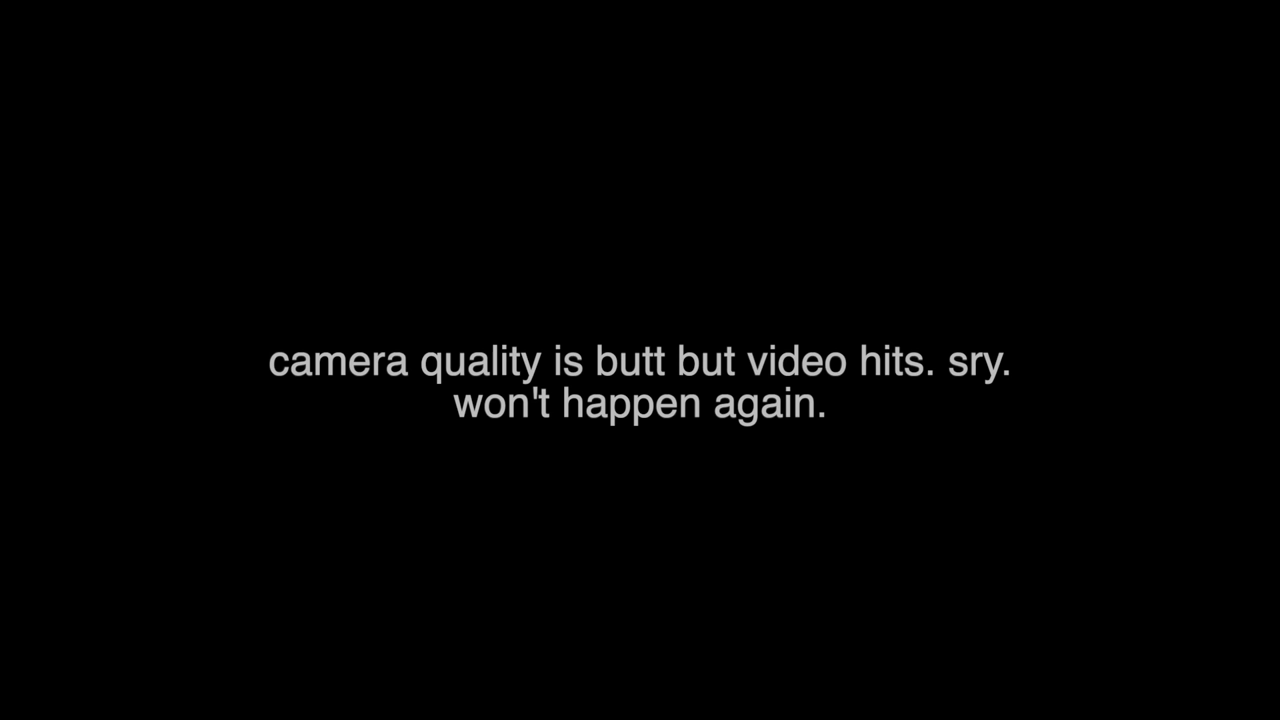 camera quality is butt but video hits. sry.
won't happen again.